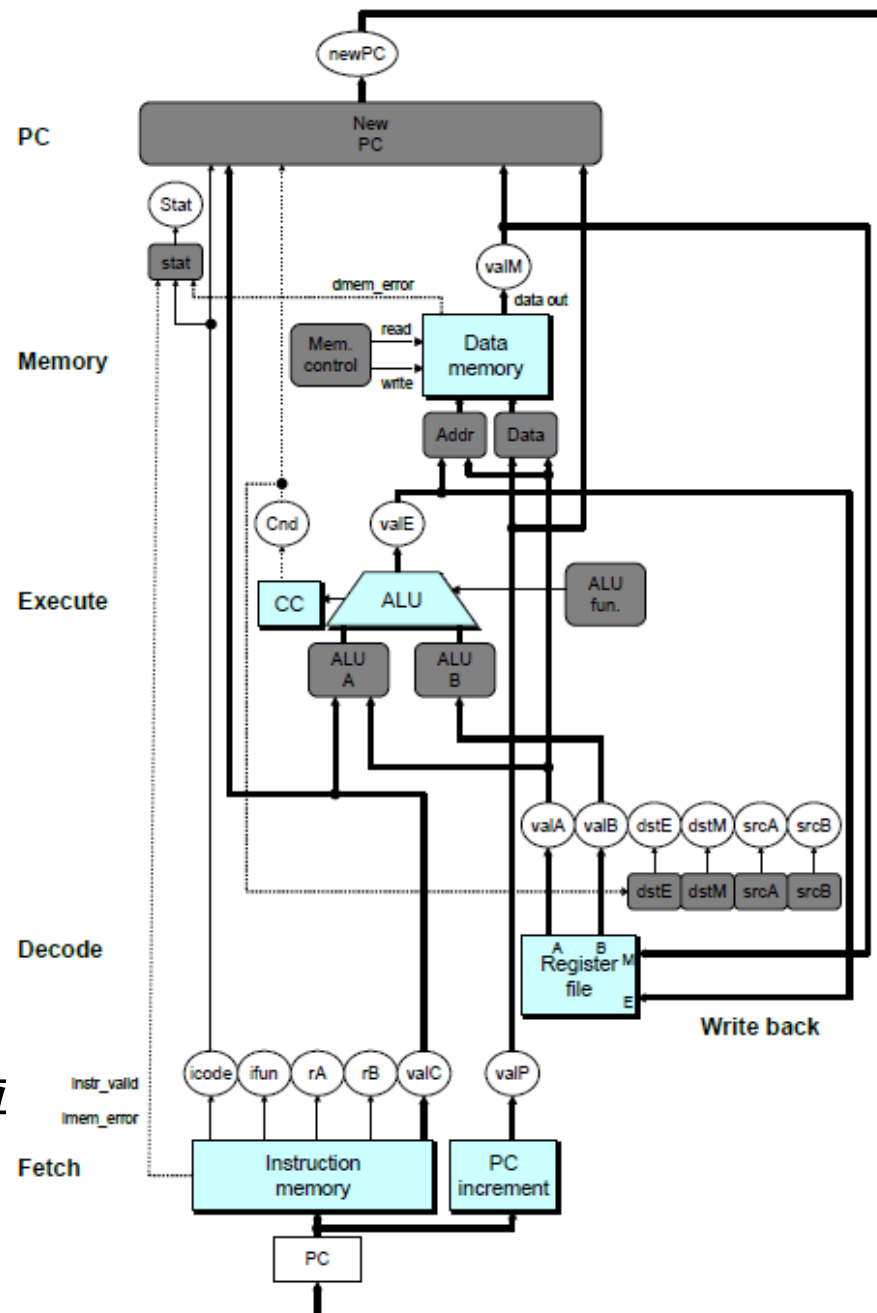 newPC
New
PC
PC
Stat
stat
valM
dmem_error
data out
Mem.
control
read
write
Data
memory
Memory
Addr
Data
Cnd
valE
Execute
CC
ALU
ALU
fun.
ALU
A
ALU
B
valA
valB
dstE
dstM
srcA
srcB
dstE
dstM
srcA
srcB
Decode
A
B
M
Register
file
E
Write back
icode
ifun
rA
rB
valC
valP
Instr_valid
Imem_error
Fetch
Instruction
memory
PC
increment
PC